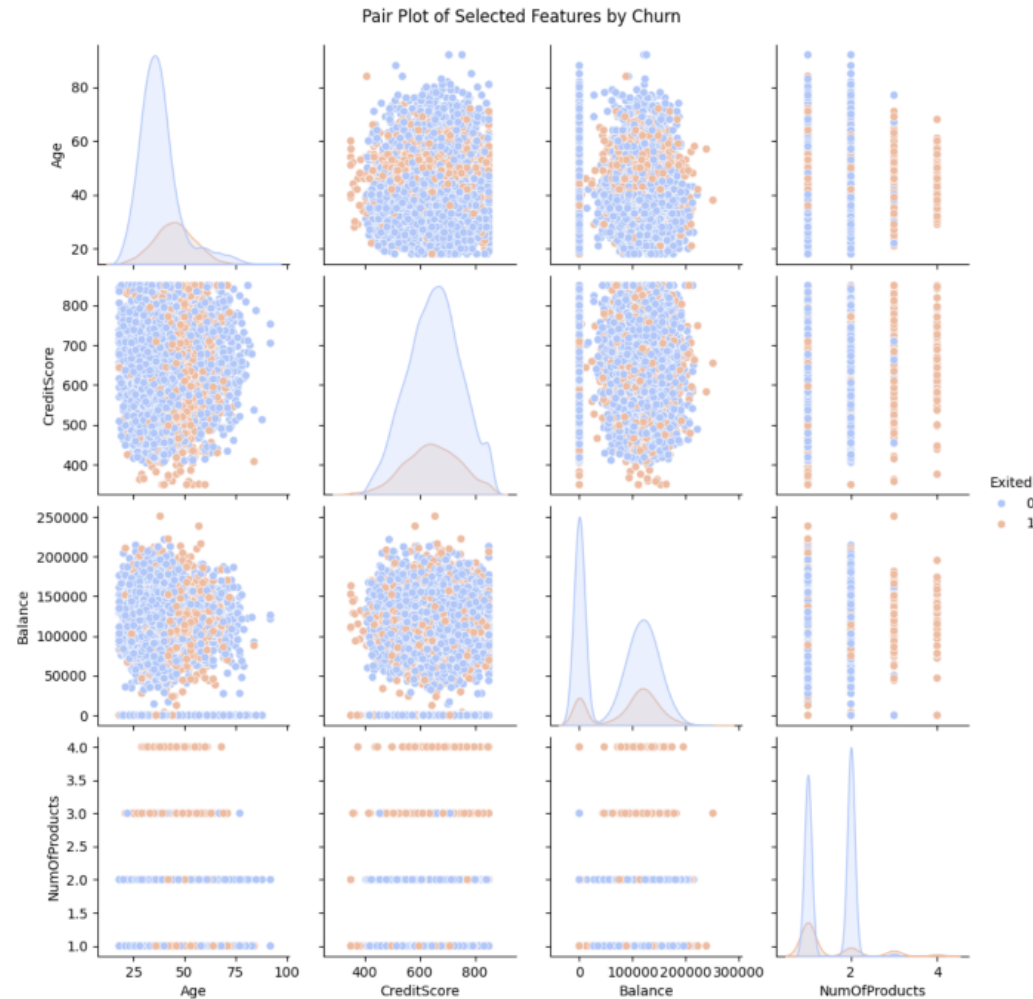 Pair Plot of Selected Features by Churn
80
60
40
20
Age
800
700
600
500
400
CreditScore
Exited
0
1
250000
200000
150000
100000
50000
0
Balance
4.0
3.5
3.0
2.5
2.0
1.5
1.0
NumOfProducts
25 50 75 100
400 600 800
0 100000 200000 300000
2 4
Age
CreditScore
Balance
NumOfProducts